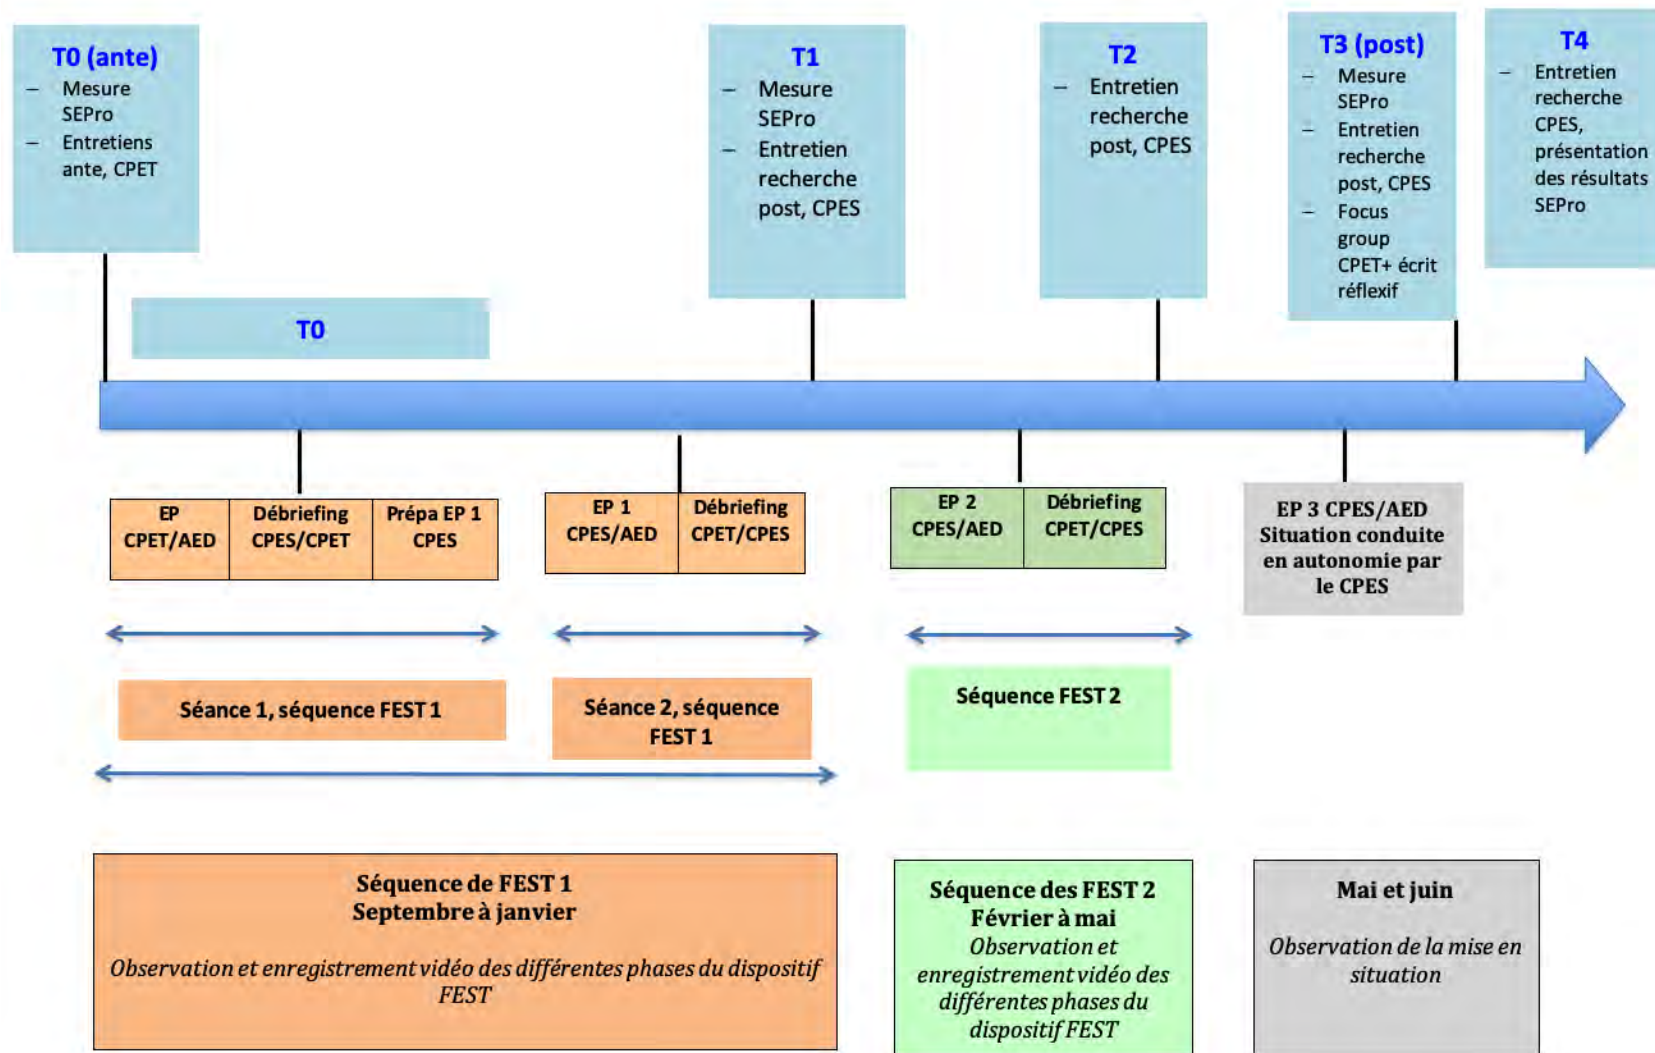 T0 (ante)
– Mesure
SEPro
– Entretiens
ante, CPET
T1
– Mesure
SEPro
– Entretien
recherche
post, CPES
T2
– Entretien
recherche
post, CPES
T3 (post)
– Mesure
SEPro
– Entretien
recherche
post, CPES
– Focus
group
CPET+ écrit
réflexif
T4
– Entretien
recherche
CPES,
présentation
des résultats
SEPro
T0
EP
CPET/AED
Débriefing
CPES/CPET
Prépa EP 1
CPES
EP 1
CPES/AED
Débriefing
CPET/CPES
EP 2
CPES/AED
Débriefing
CPET/CPES
EP 3 CPES/AED
Situation conduite
en autonomie par
le CPES
Séance 1, séquence FEST 1
Séance 2, séquence
FEST 1
Séquence FEST 2
Séquence de FEST 1
Septembre à janvier
Observation et enregistrement vidéo des différentes phases du dispositif
FEST
Séquence des FEST 2
Février à mai
Observation et
enregistrement vidéo des
différentes phases du
dispositif FEST
Mai et juin
Observation de la mise en
situation